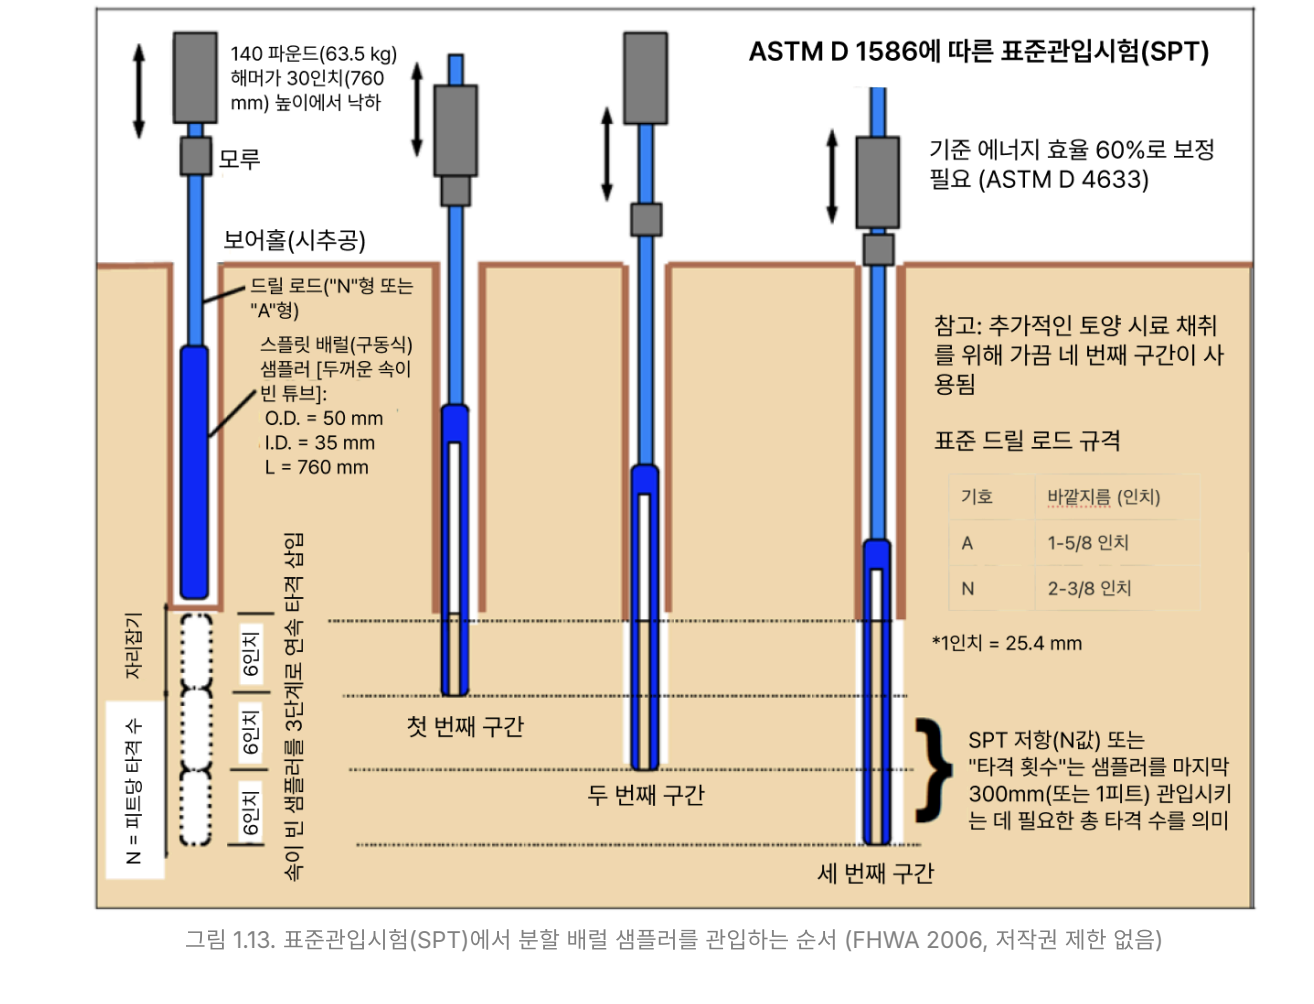 ASTM D 1586에 따른 표준관입시험(SPT)
140 파운드(63.5 kg)
해머가 30인치(760
mm) 높이에서 낙하
모루
기준 에너지 효율 60%로 보정
필요 (ASTM D 4633)
보어홀(시추공)
드릴 로드("N"형 또는
"A"형)
스플릿 배럴(구동식)
샘플러 [두꺼운 속이
빈 튜브]:
O.D. = 50 mm
I.D. = 35 mm
L = 760 mm
참고: 추가적인 토양 시료 채취
를 위해 가끔 네 번째 구간이 사
용됨
표준 드릴 로드 규격
기호 바깥지름 (인치)
A 1-5/8 인치
N 2-3/8 인치
*1인치 = 25.4 mm
자리잡기
N = 피트당 타격 수
6인치
6인치
6인치
속이 빈 샘플러를 3단계로 연속 타격 삽입
첫 번째 구간
두 번째 구간
세 번째 구간
SPT 저항(N값) 또는
"타격 횟수"는 샘플러를 마지막
300mm(또는 1피트) 관입시키
는 데 필요한 총 타격 수를 의미
그림 1.13. 표준관입시험(SPT)에서 분할 배럴 샘플러를 관입하는 순서 (FHWA 2006, 저작권 제한 없음)